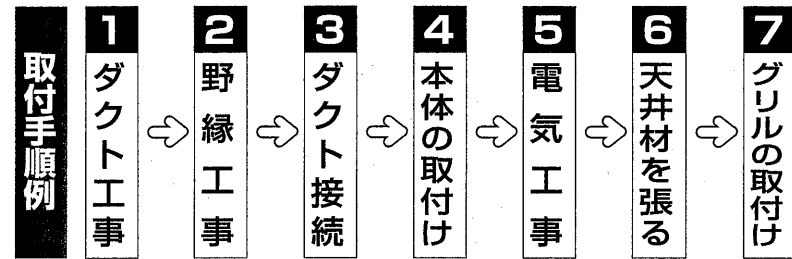 取付手順例
1
ダクト工事
2
野縁工事
3
ダクト接続
4
本体の取付け
5
電気工事
6
天井材を張る
7
グリルの取付け